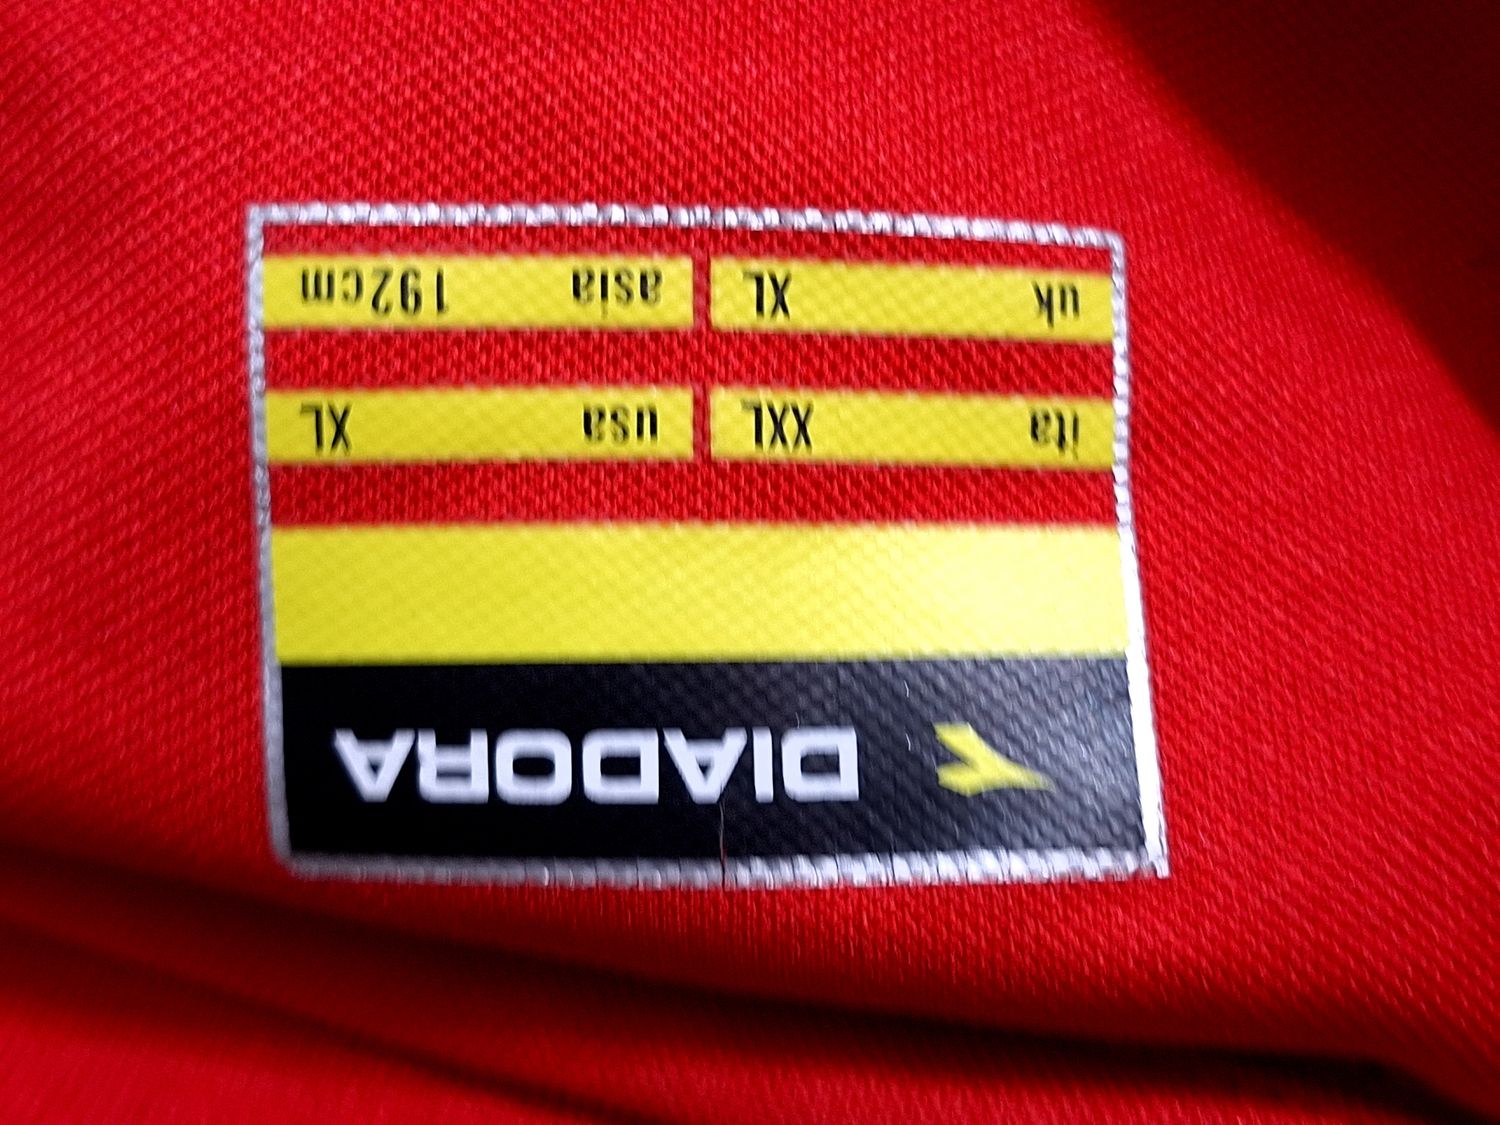 DIADORA
ita XXL usa XL
uk XL asia 192cm